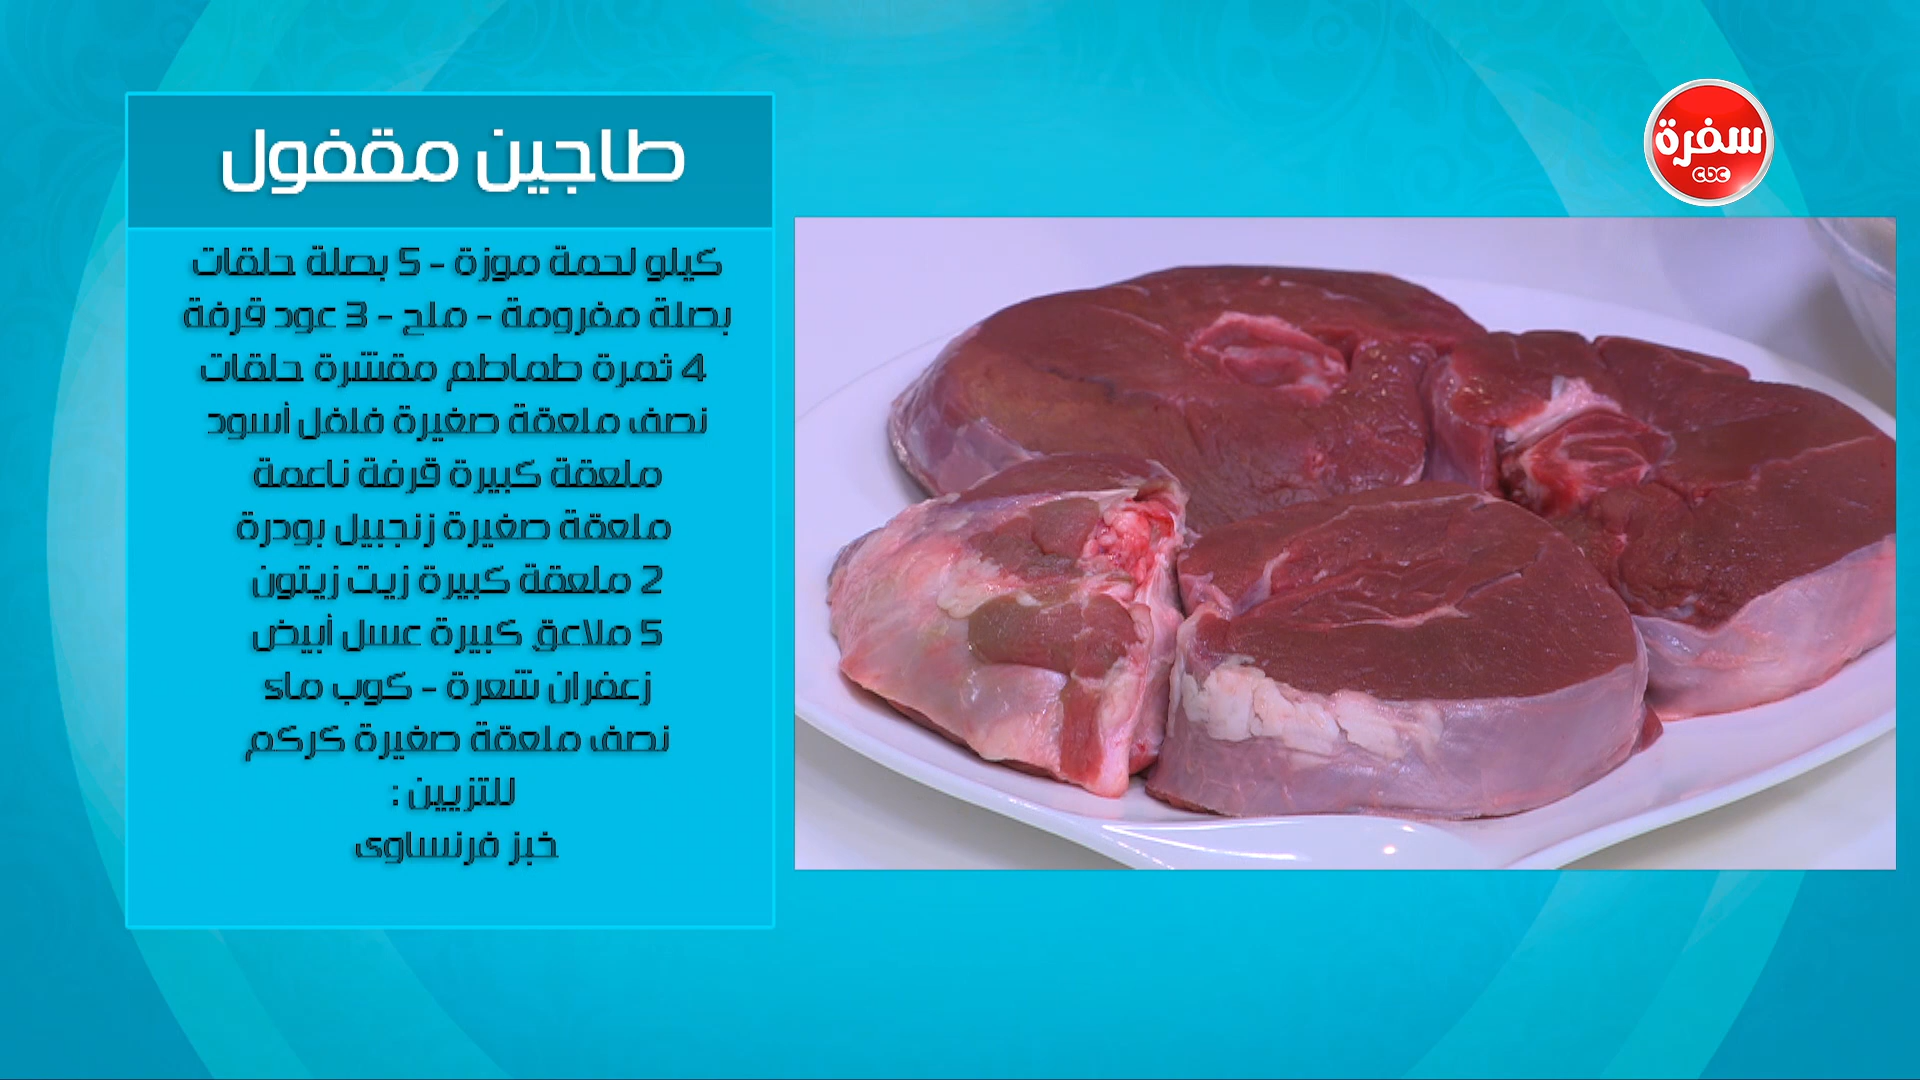 طاجين مقفول
كيلو لحمة موزة - 5 بصلة حلقات
بصلة مفرومة - ملح - 3 عود قرفة
4 ثمرة طماطم مقشرة حلقات
نصف ملعقة صغيرة فلفل أسود
ملعقة كبيرة قرفة ناعمة
ملعقة صغيرة زنجبيل بودرة
2 ملعقة كبيرة زيت زيتون
5 ملاعق كبيرة عسل أبيض
زعفران شعرة - كوب ماء
نصف ملعقة صغيرة كركم
للتزيين :
خبز فرنساوى
سفرة
cbc